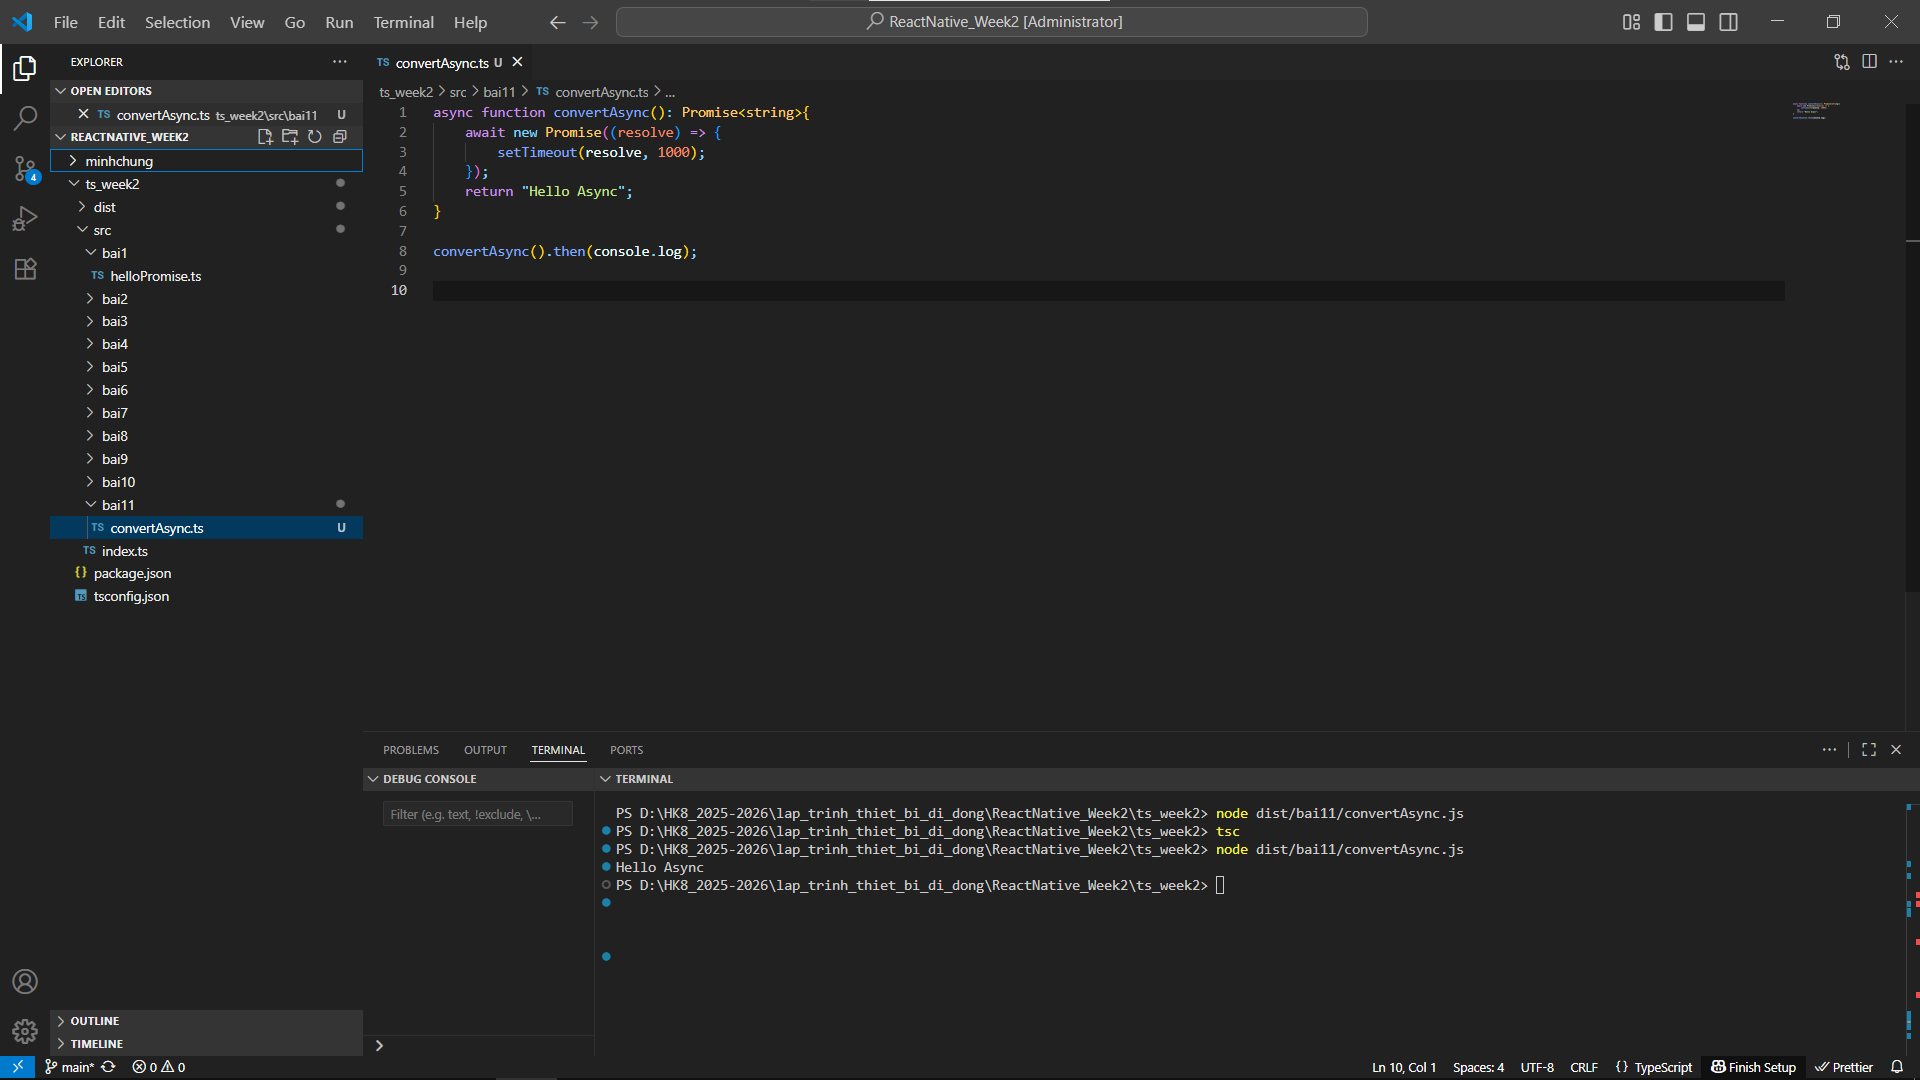 File Edit Selection View Go Run Terminal Help
ReactNative_Week2 [Administrator]
EXPLORER
OPEN EDITORS
TS convertAsync.ts ts_week2\src\bai11 U
REACTNATIVE_WEEK2
minhchung
ts_week2
dist
src
bai1
TS helloPromise.ts
bai2
bai3
bai4
bai5
bai6
bai7
bai8
bai9
bai10
bai11
TS convertAsync.ts U
TS index.ts
{} package.json
TS tsconfig.json
OUTLINE
TIMELINE
4
TS convertAsync.ts U
ts_week2 > src > bai11 > TS convertAsync.ts > ...
1 async function convertAsync(): Promise<string>{
2 await new Promise((resolve) => {
3 setTimeout(resolve, 1000);
4 });
5 return "Hello Async";
6 }
7
8 convertAsync().then(console.log);
9
10
PROBLEMS OUTPUT TERMINAL PORTS
DEBUG CONSOLE
Filter (e.g. text, !exclude, \...
TERMINAL
PS D:\HK8_2025-2026\lap_trinh_thiet_bi_di_dong\ReactNative_Week2\ts_week2> node dist/bai11/convertAsync.js
PS D:\HK8_2025-2026\lap_trinh_thiet_bi_di_dong\ReactNative_Week2\ts_week2> tsc
PS D:\HK8_2025-2026\lap_trinh_thiet_bi_di_dong\ReactNative_Week2\ts_week2> node dist/bai11/convertAsync.js
Hello Async
PS D:\HK8_2025-2026\lap_trinh_thiet_bi_di_dong\ReactNative_Week2\ts_week2>
main* 0 0 Ln 10, Col 1 Spaces: 4 UTF-8 CRLF {} TypeScript Finish Setup Prettier